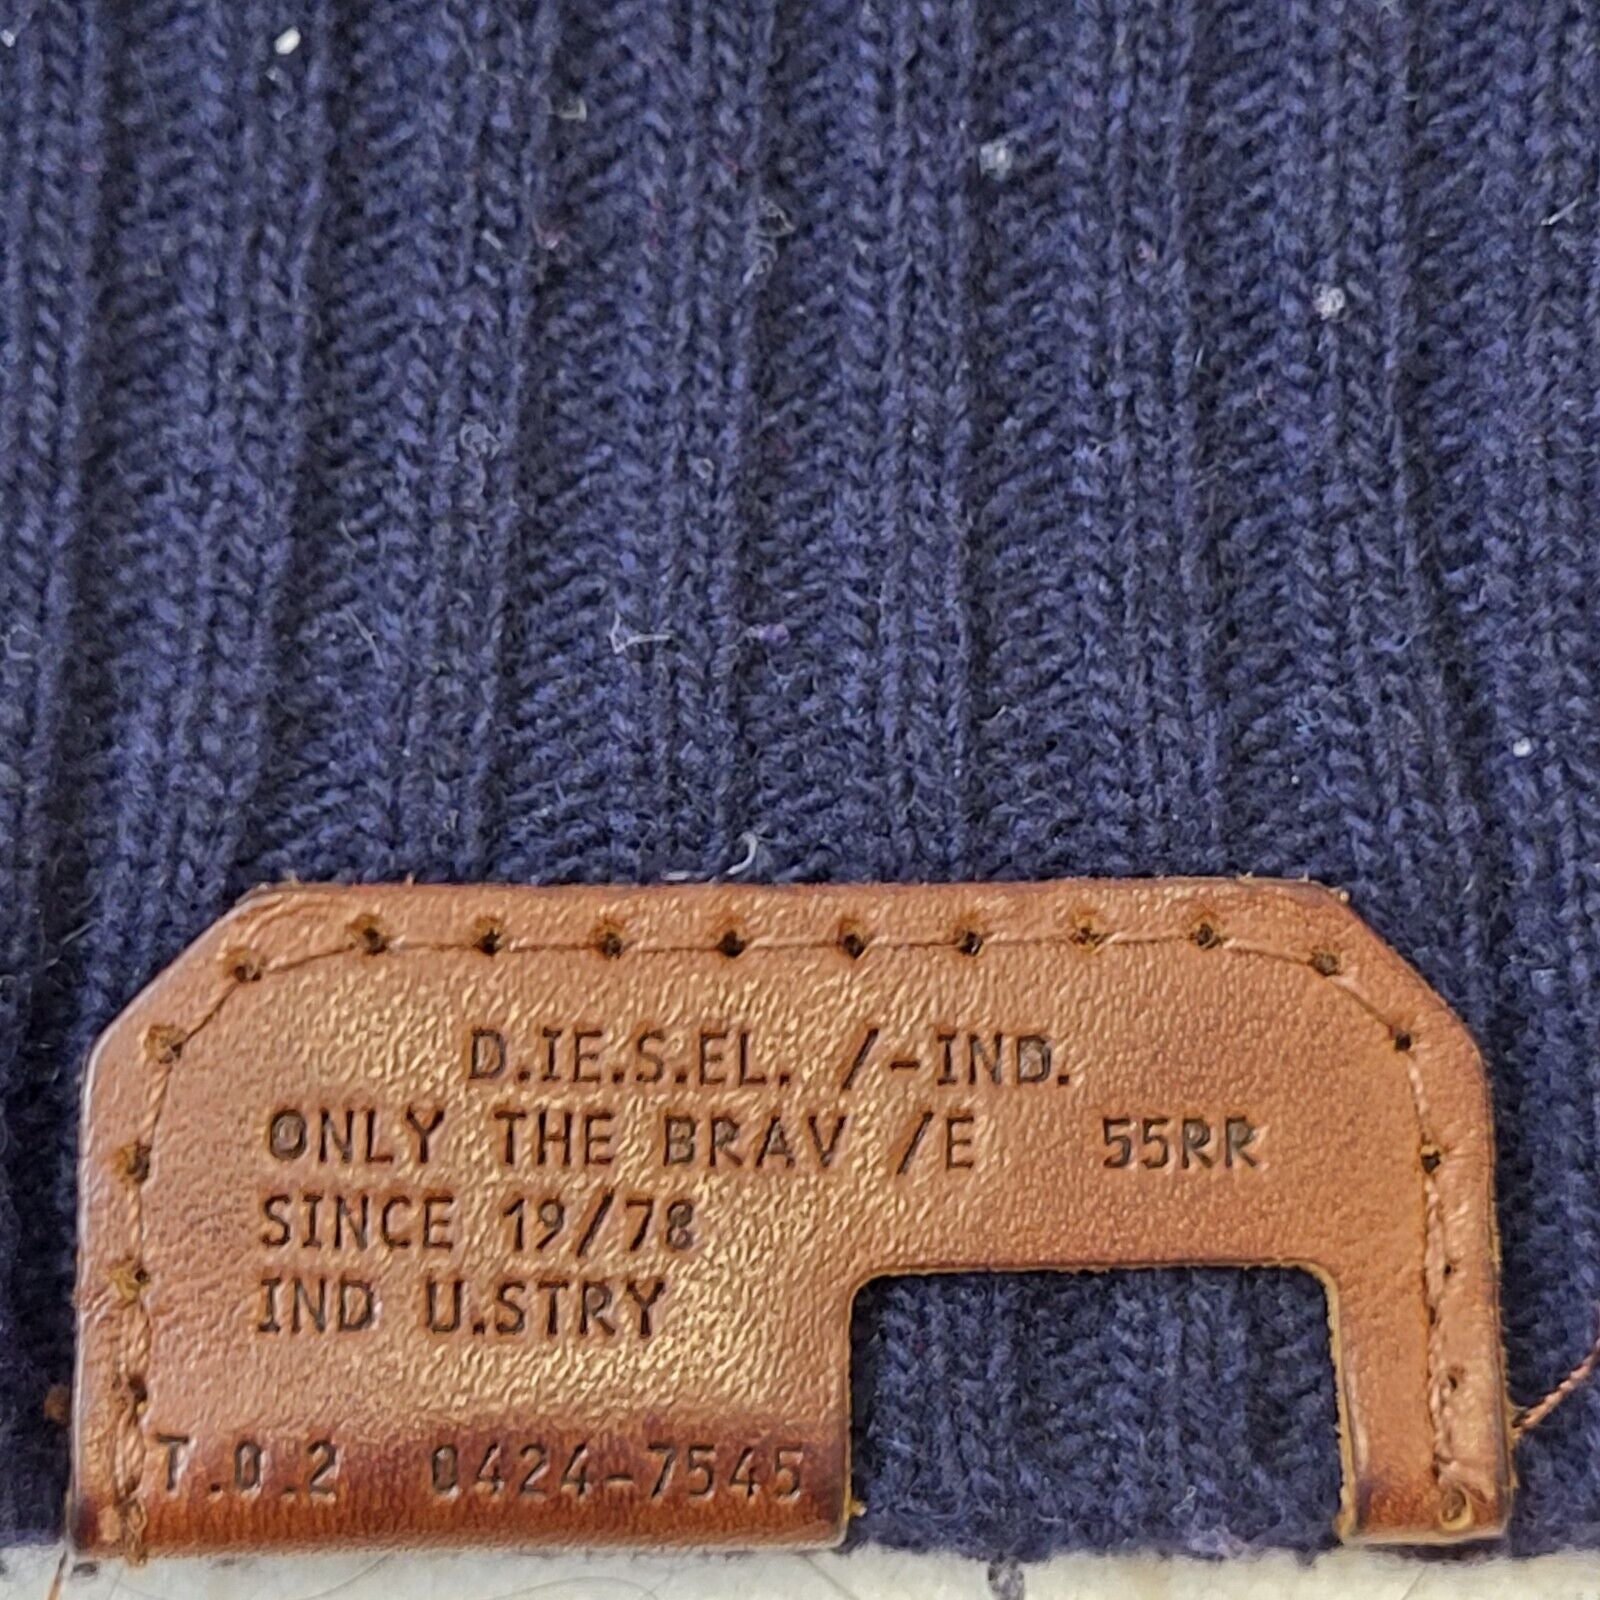 D.IE.S.EL. /-IND.
ONLY THE BRAV /E 55RR
SINCE 19/78
IND U.STRY
T.0.2 0424-7545